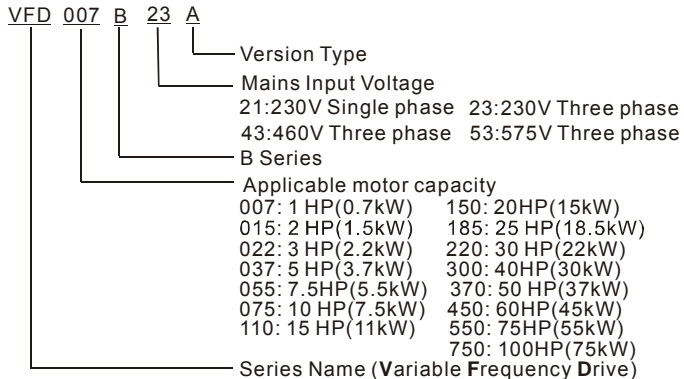 VFD 007 B 23 A
Version Type
Mains Input Voltage
21:230V Single phase 23:230V Three phase
43:460V Three phase 53:575V Three phase
B Series
Applicable motor capacity
007: 1 HP(0.7kW) 150: 20HP(15kW)
015: 2 HP(1.5kW) 185: 25 HP(18.5kW)
022: 3 HP(2.2kW) 220: 30 HP(22kW)
037: 5 HP(3.7kW) 300: 40HP(30kW)
055: 7.5HP(5.5kW) 370: 50 HP(37kW)
075: 10 HP(7.5kW) 450: 60HP(45kW)
110: 15 HP(11kW) 550: 75HP(55kW)
750: 100HP(75kW)
Series Name (Variable Frequency Drive)